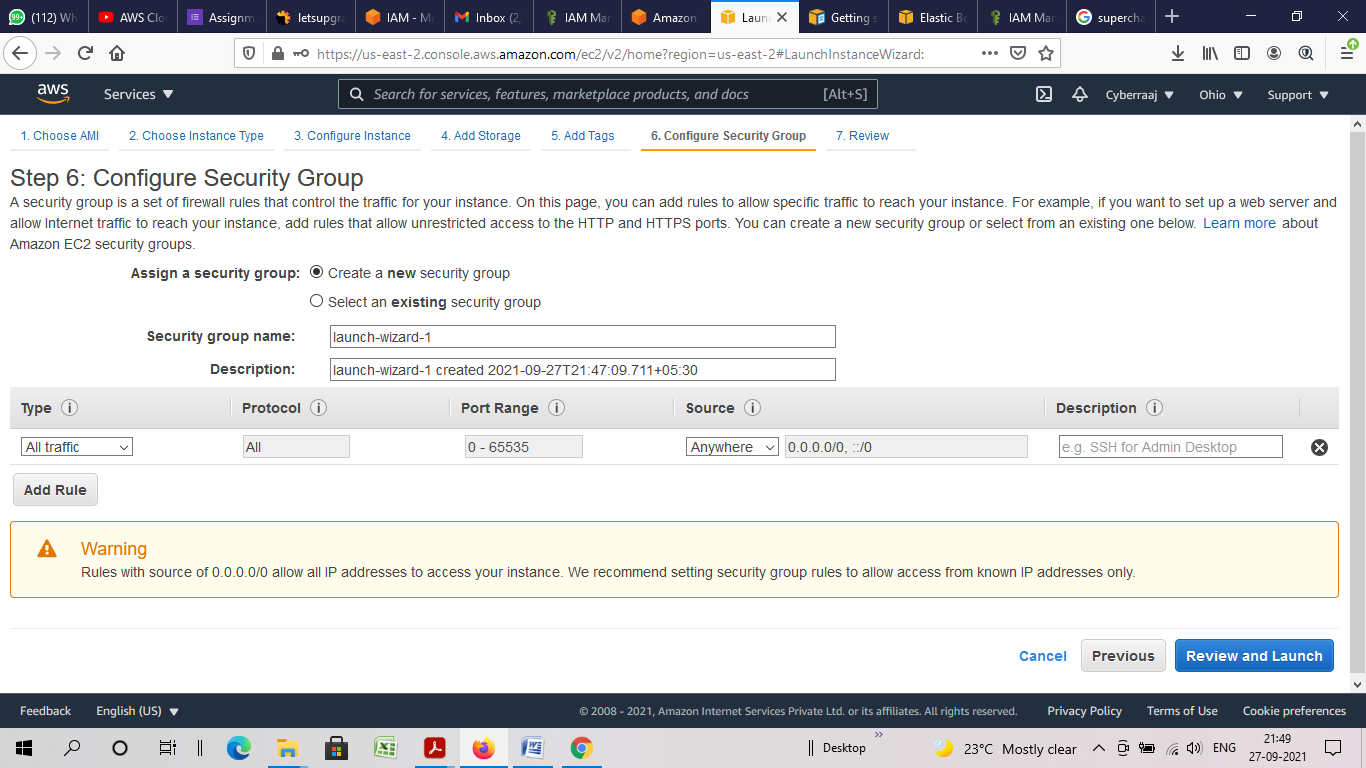 (112) Wh
AWS Clo
Assignm
letsupgra
IAM - Ma
Inbox (2,
IAM Mar
Amazon
Laun
Getting s
Elastic Be
IAM Mar
supercha
https://us-east-2.console.aws.amazon.com/ec2/v2/home?region=us-east-2#LaunchInstanceWizard:
aws
Services
Search for services, features, marketplace products, and docs [Alt+S]
Cyberraaj
Ohio
Support
1. Choose AMI
2. Choose Instance Type
3. Configure Instance
4. Add Storage
5. Add Tags
6. Configure Security Group
7. Review
Step 6: Configure Security Group
A security group is a set of firewall rules that control the traffic for your instance. On this page, you can add rules to allow specific traffic to reach your instance. For example, if you want to set up a web server and
allow Internet traffic to reach your instance, add rules that allow unrestricted access to the HTTP and HTTPS ports. You can create a new security group or select from an existing one below. Learn more about
Amazon EC2 security groups.
Assign a security group: Create a new security group
Select an existing security group
Security group name: launch-wizard-1
Description: launch-wizard-1 created 2021-09-27T21:47:09.711+05:30
Type Protocol Port Range Source Description
All traffic All 0 - 65535 Anywhere 0.0.0.0/0, ::/0 e.g. SSH for Admin Desktop
Add Rule
Warning
Rules with source of 0.0.0.0/0 allow all IP addresses to access your instance. We recommend setting security group rules to allow access from known IP addresses only.
Cancel Previous Review and Launch
Feedback English (US) © 2008 - 2021, Amazon Internet Services Private Ltd. or its affiliates. All rights reserved. Privacy Policy Terms of Use Cookie preferences
Desktop
23°C Mostly clear
ENG
21:49
27-09-2021